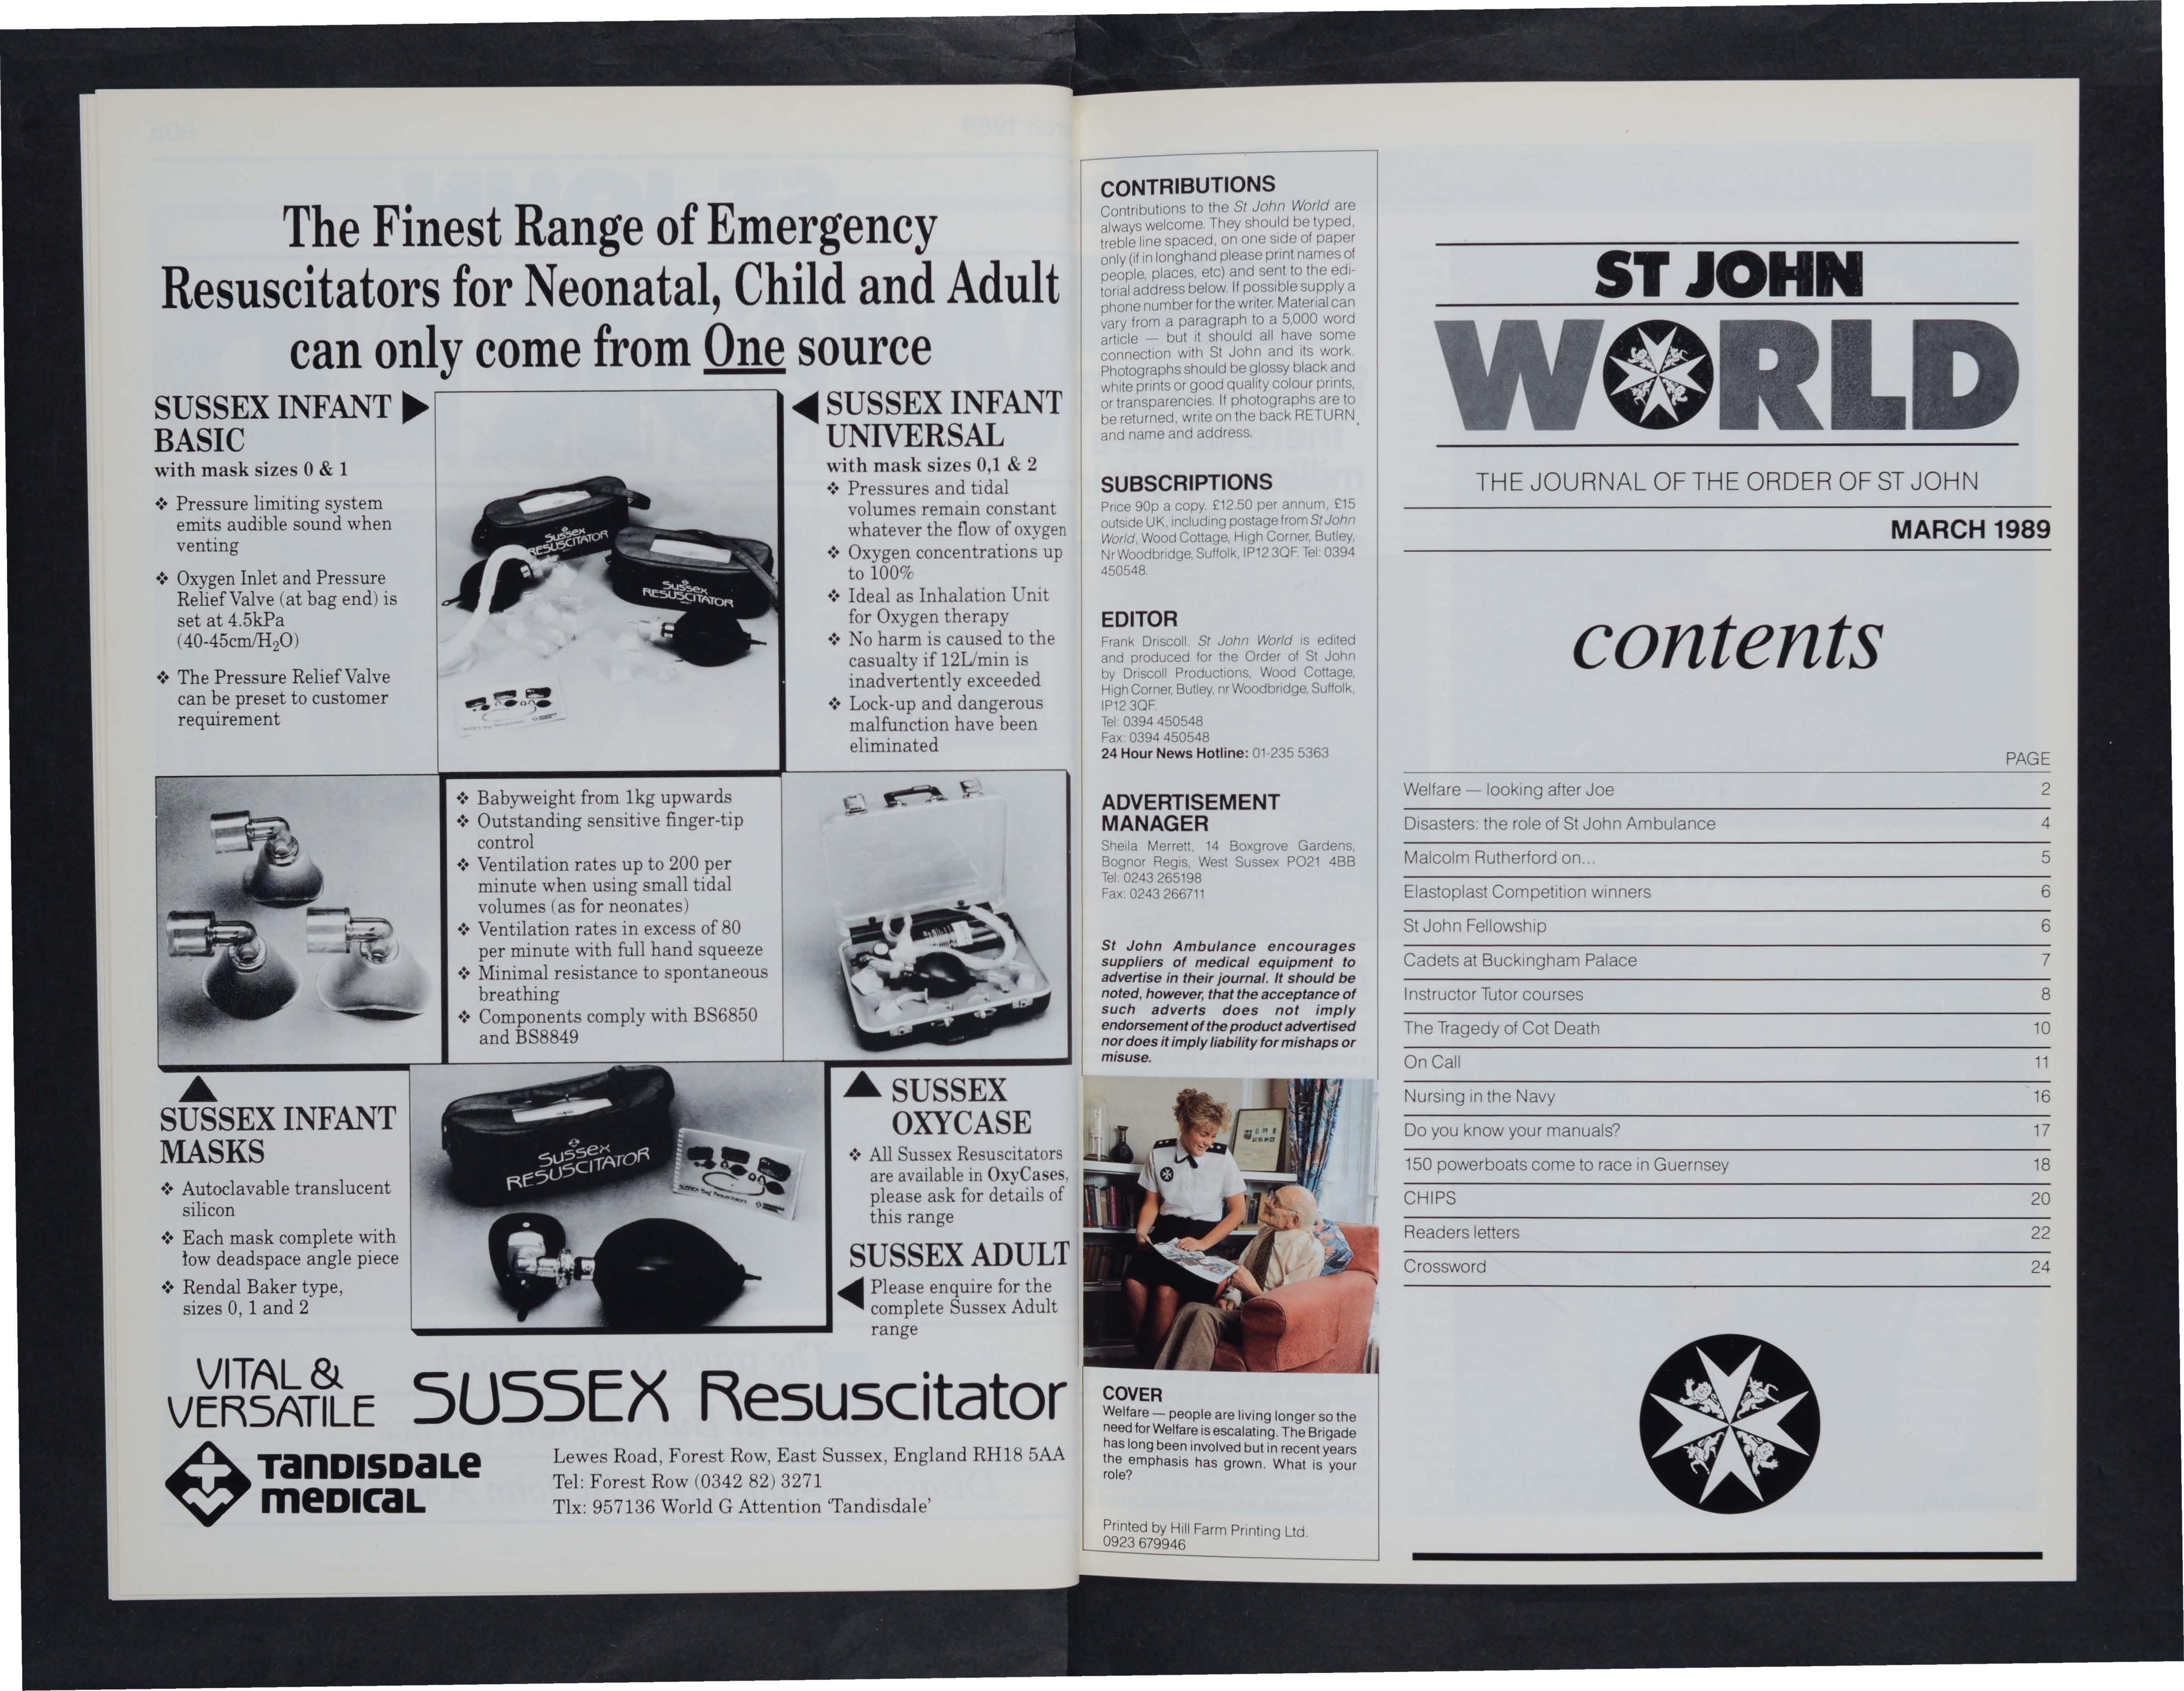 The Finest Range of Emergency
Resuscitators for Neonatal, Child and Adult
can only come from One source
SUSSEX INFANT
BASIC
with mask sizes 0 & 1
❖ Pressure limiting system
emits audible sound when
venting
❖ Oxygen Inlet and Pressure
Relief Valve (at bag end) is
set at 4.5kPa
(40-45cm/H₂O)
❖ The Pressure Relief Valve
can be preset to customer
requirement
Sussex
RESUSCITATOR
Sussex
RESUSCITATOR
SUSSEX INFANT
UNIVERSAL
with mask sizes 0,1 & 2
❖ Pressures and tidal
volumes remain constant
whatever the flow of oxygen
❖ Oxygen concentrations up
to 100%
❖ Ideal as Inhalation Unit
for Oxygen therapy
❖ No harm is caused to the
casualty if 12L/min is
inadvertently exceeded
❖ Lock-up and dangerous
malfunction have been
eliminated
❖ Babyweight from 1kg upwards
❖ Outstanding sensitive finger-tip
control
❖ Ventilation rates up to 200 per
minute when using small tidal
volumes (as for neonates)
❖ Ventilation rates in excess of 80
per minute with full hand squeeze
❖ Minimal resistance to spontaneous
breathing
❖ Components comply with BS6850
and BS8849
SUSSEX INFANT
MASKS
❖ Autoclavable translucent
silicon
❖ Each mask complete with
low deadspace angle piece
❖ Rendal Baker type,
sizes 0, 1 and 2
Sussex
RESUSCITATOR
SUSSEX
OXYCASE
❖ All Sussex Resuscitators
are available in OxyCases,
please ask for details of
this range
SUSSEX ADULT
Please enquire for the
complete Sussex Adult
range
VITAL &
VERSATILE
SUSSEX Resuscitator
TANDISDALE
MEDICAL
Lewes Road, Forest Row, East Sussex, England RH18 5AA
Tel: Forest Row (0342 82) 3271
Tlx: 957136 World G Attention 'Tandisdale'
CONTRIBUTIONS
Contributions to the St John World are
always welcome. They should be typed,
treble line spaced, on one side of paper
only (if in longhand please print names of
people, places, etc) and sent to the edi-
torial address below. If possible supply a
phone number for the writer. Material can
vary from a paragraph to a 5,000 word
article — but it should all have some
connection with St John and its work.
Photographs should be glossy black and
white prints or good quality colour prints,
or transparencies. If photographs are to
be returned, write on the back RETURN
and name and address.
SUBSCRIPTIONS
Price 90p a copy. £12.50 per annum, £15
outside UK, including postage from St John
World, Wood Cottage, High Corner, Butley,
Nr Woodbridge, Suffolk, IP12 3QF. Tel: 0394
450548.
EDITOR
Frank Driscoll. St John World is edited
and produced for the Order of St John
by Driscoll Productions, Wood Cottage,
High Corner, Butley, nr Woodbridge, Suffolk,
IP12 3QF.
Tel: 0394 450548
Fax: 0394 450548
24 Hour News Hotline: 01-235 5363
ADVERTISEMENT
MANAGER
Sheila Merrett, 14 Boxgrove Gardens,
Bognor Regis, West Sussex PO21 4BB
Tel: 0243 265198
Fax: 0243 266711
St John Ambulance encourages
suppliers of medical equipment to
advertise in their journal. It should be
noted, however, that the acceptance of
such adverts does not imply
endorsement of the product advertised
nor does it imply liability for mishaps or
misuse.
COVER
Welfare — people are living longer so the
need for Welfare is escalating. The Brigade
has long been involved but in recent years
the emphasis has grown. What is your
role?
Printed by Hill Farm Printing Ltd.
0923 679946
ST JOHN
WORLD
THE JOURNAL OF THE ORDER OF ST JOHN
MARCH 1989
contents
PAGE
Welfare — looking after Joe 2
Disasters: the role of St John Ambulance 4
Malcolm Rutherford on... 5
Elastoplast Competition winners 6
St John Fellowship 6
Cadets at Buckingham Palace 7
Instructor Tutor courses 8
The Tragedy of Cot Death 10
On Call 11
Nursing in the Navy 16
Do you know your manuals? 17
150 powerboats come to race in Guernsey 18
CHIPS 20
Readers letters 22
Crossword 24